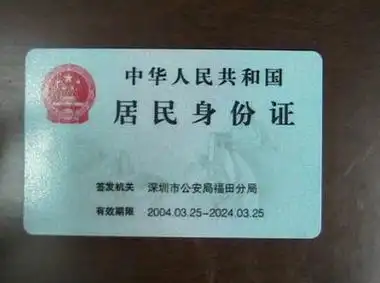 中华人民共和国
居民身份证
签发机关 深圳市公安局福田分局
有效期限 2004.03.25-2024.03.25